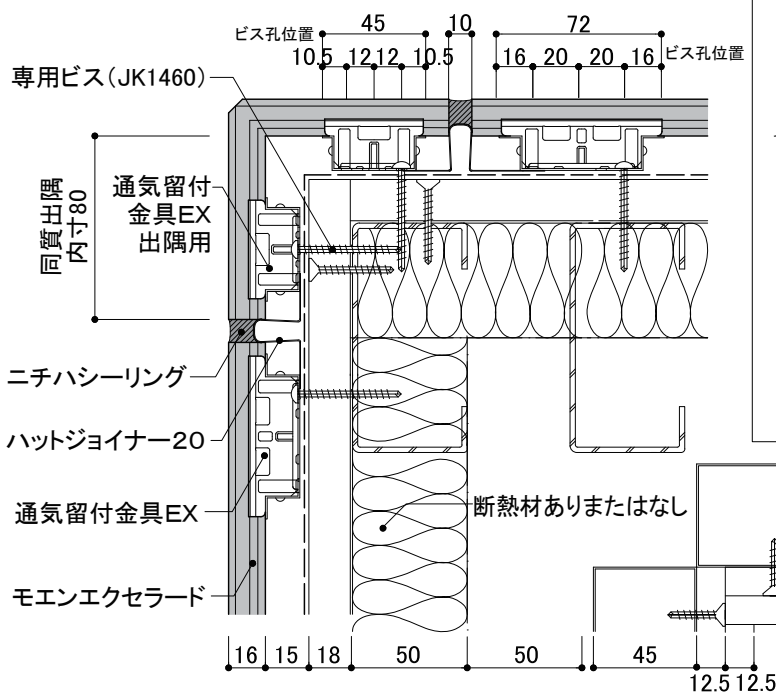 45
10
72
ビス孔位置
10.5 12 12 10.5
16 20 20 16
ビス孔位置
専用ビス（JK1460）
同質出隅
内寸80
通気留付
金具EX
出隅用
ニチハシーリング
ハットジョイナー20
通気留付金具EX
断熱材ありまたはなし
モエンエクセラード
16 15 18 50 50 45
12.5 12.5